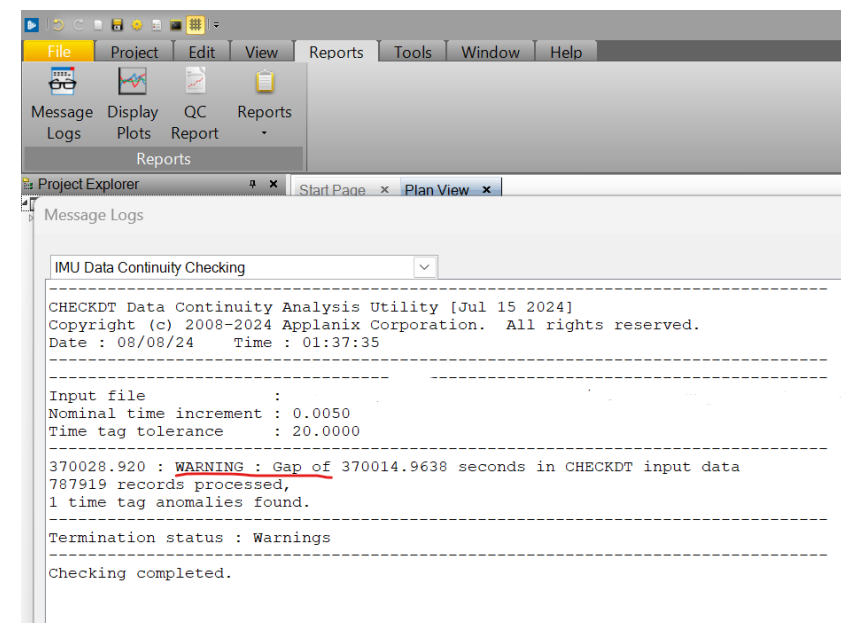 File Project Edit View Reports Tools Window Help
Message Logs Display Plots QC Report Reports
Reports
Project Explorer
Start Page Plan View
Message Logs
IMU Data Continuity Checking
CHECKDT Data Continuity Analysis Utility [Jul 15 2024]
Copyright (c) 2008-2024 Applanix Corporation. All rights reserved.
Date : 08/08/24 Time : 01:37:35
Input file :
Nominal time increment : 0.0050
Time tag tolerance : 20.0000
370028.920 : WARNING : Gap of 370014.9638 seconds in CHECKDT input data
787919 records processed,
1 time tag anomalies found.
Termination status : Warnings
Checking completed.